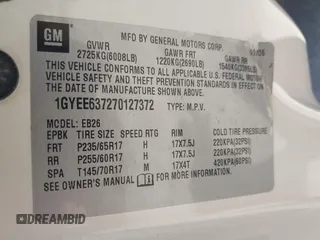 GM
MFD BY GENERAL MOTORS CORP.
GVWR GAWR FRT GAWR RR
2725KG(6008LB) 1220KG(2690LB)
THIS VEHICLE CONFORMS TO ALL APPLICABLE
U.S. FEDERAL MOTOR VEHICLE SAFETY, BUMPER, AND
THEFT PREVENTION STANDARDS IN EFFECT ON THE DATE
OF MANUFACTURE SHOWN ABOVE.
1GYEE637270127372 TYPE: M.P.V.
MODEL: EB26
EPBK TIRE SIZE SPEED RTG RIM COLD TIRE PRESSURE
FRT P235/65R17 H 17X7.5J 220KPA(32PSI)
RR P255/60R17 H 17X7.5J 220KPA(32PSI)
SPA T145/70R17 M 17X4T 420KPA(60PSI)
SEE OWNER'S MANUAL FOR ADDITIONAL INFORMATION.
DREAMBID